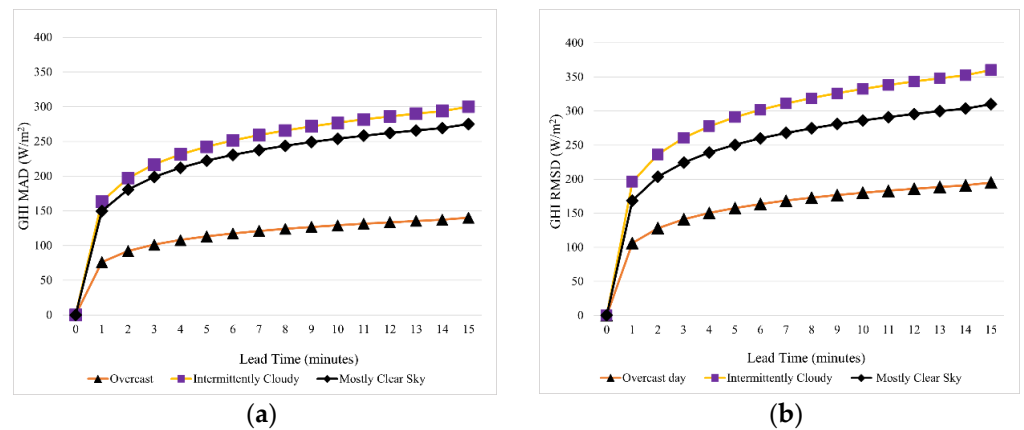 400
350
300
250
200
150
100
50
0
GHI MAD (W/m²)
0 1 2 3 4 5 6 7 8 9 10 11 12 13 14 15
Lead Time (minutes)
Overcast Intermittently Cloudy Mostly Clear Sky
(a)
400
350
300
250
200
150
100
50
0
GHI RMSD (W/m²)
0 1 2 3 4 5 6 7 8 9 10 11 12 13 14 15
Lead Time (minutes)
Overcast day Intermittently Cloudy Mostly Clear Sky
(b)